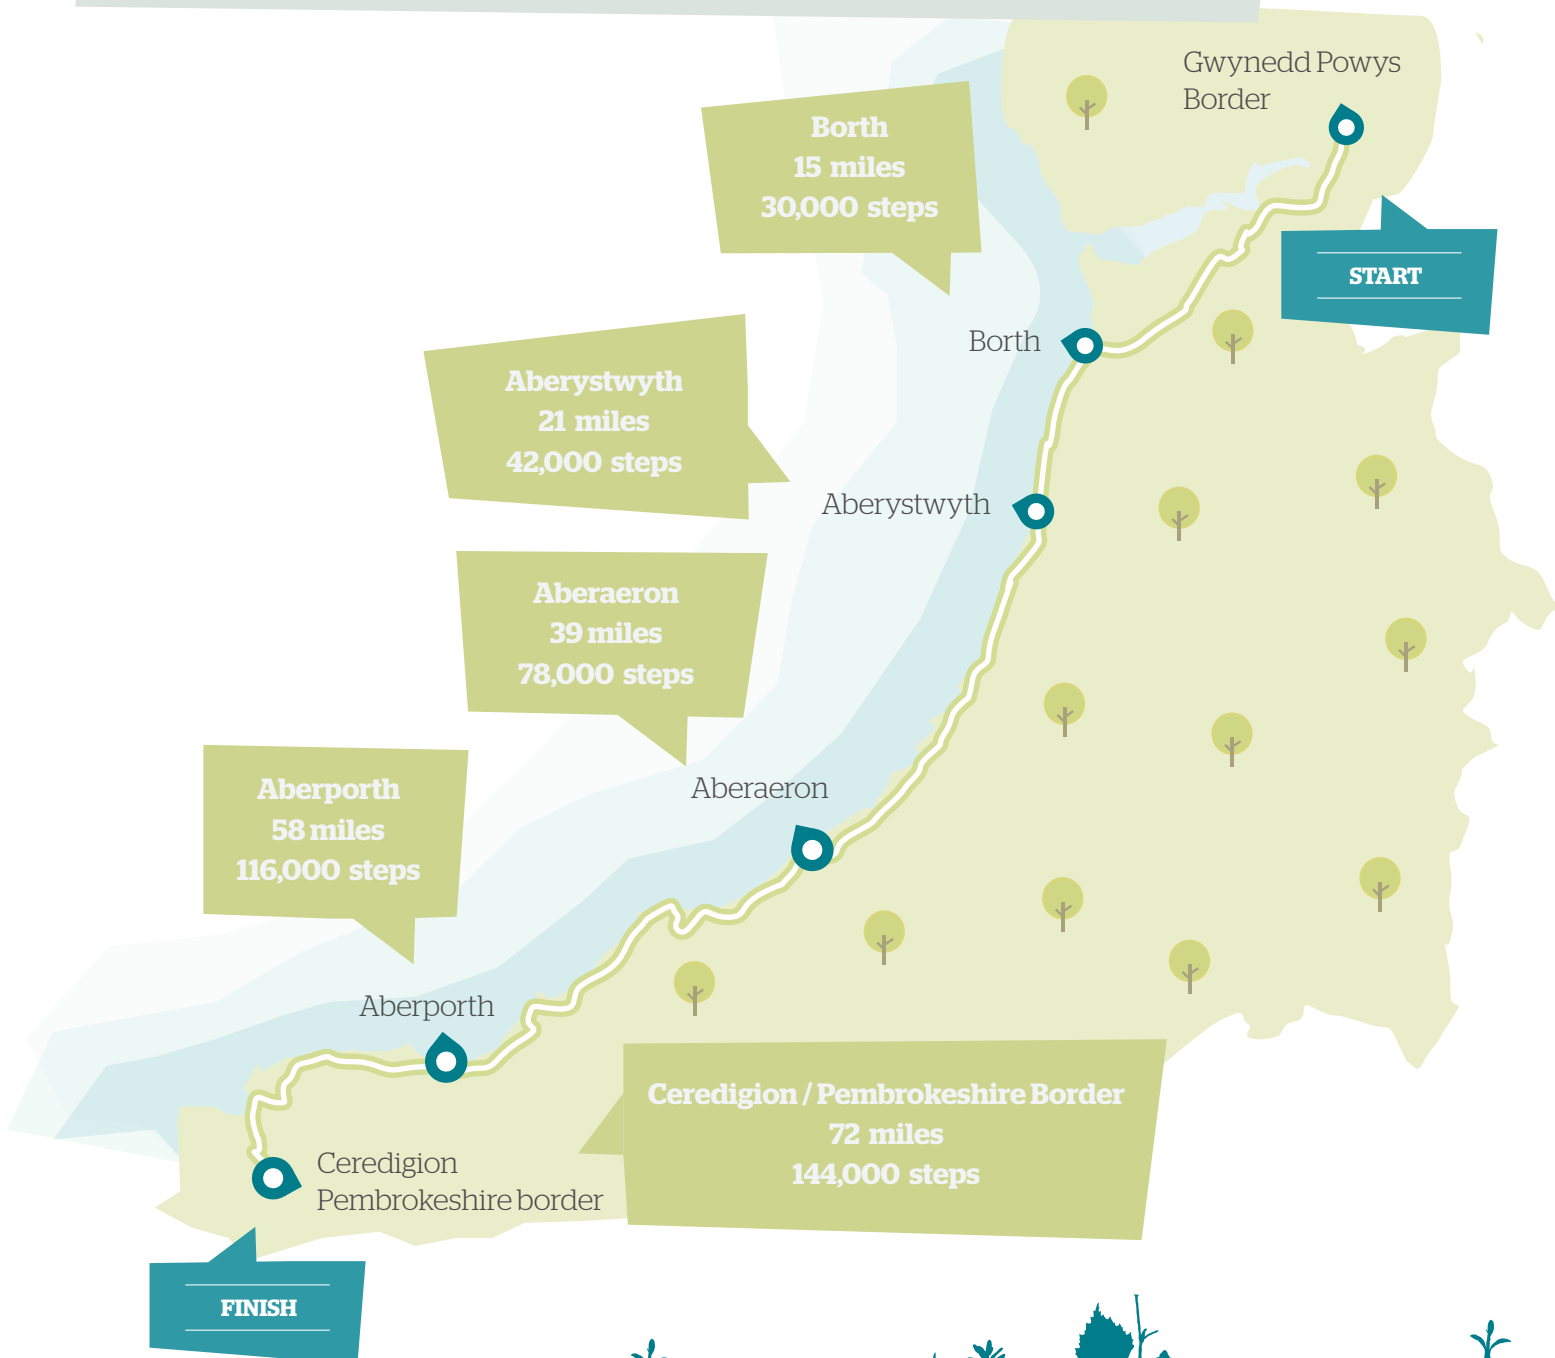 Gwynedd Powys
Border
START
Borth
15 miles
30,000 steps
Borth
Aberystwyth
21 miles
42,000 steps
Aberystwyth
Aberaeron
39 miles
78,000 steps
Aberaeron
Aberporth
58 miles
116,000 steps
Aberporth
Ceredigion / Pembrokeshire Border
72 miles
144,000 steps
Ceredigion
Pembrokeshire border
FINISH